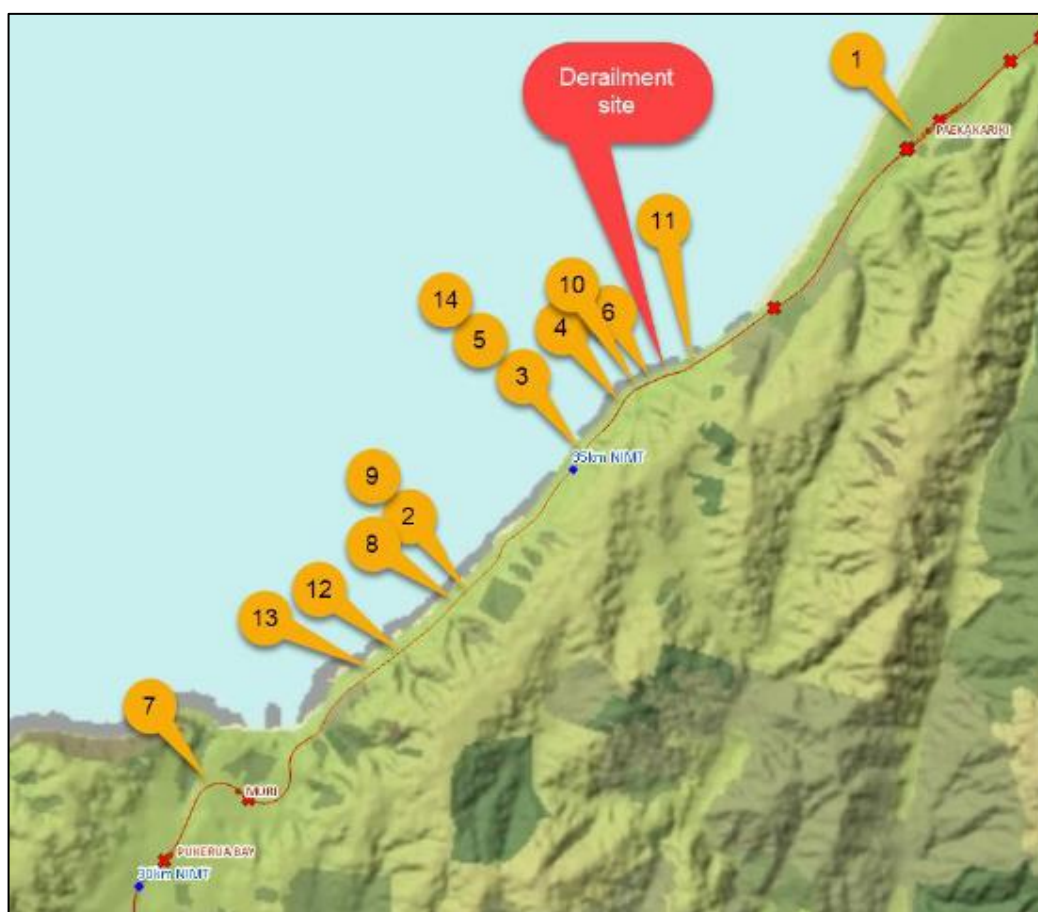 1
Derailment
site
PAEKAKARIKI
11
10
14
6
4
5
3
35km NIMT
9
2
8
12
13
7
MURI
PUKERUA BAY
30km NIMT